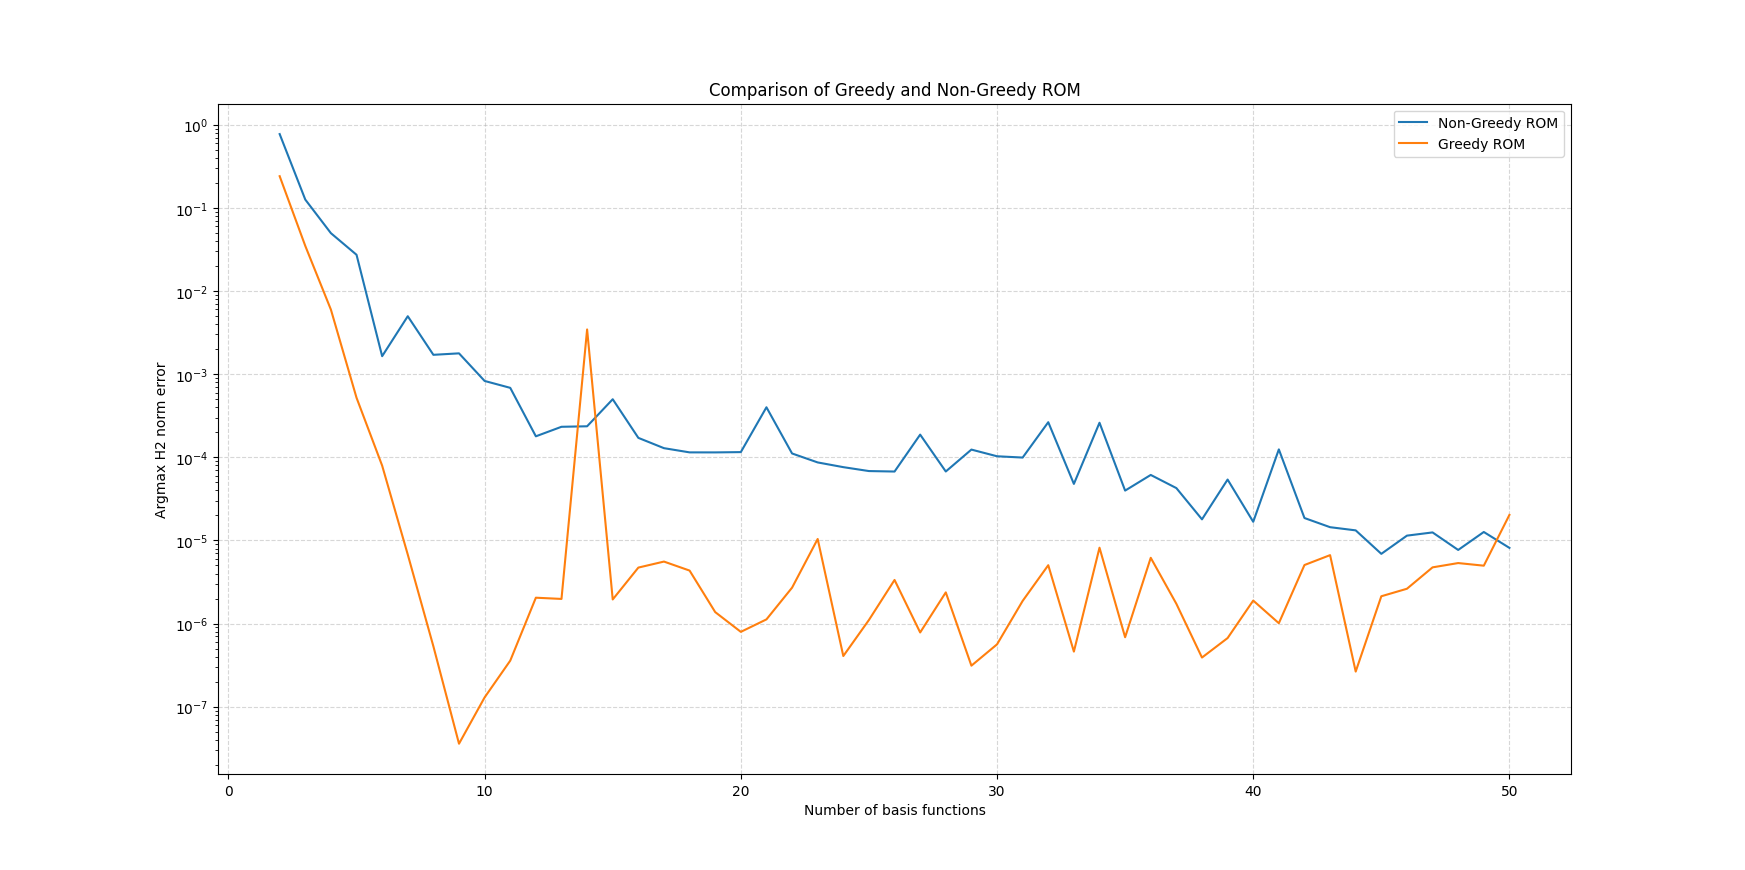 Comparison of Greedy and Non-Greedy ROM
Non-Greedy ROM
Greedy ROM
Argmax H2 norm error
10⁰
10⁻¹
10⁻²
10⁻³
10⁻⁴
10⁻⁵
10⁻⁶
10⁻⁷
0 10 20 30 40 50
Number of basis functions